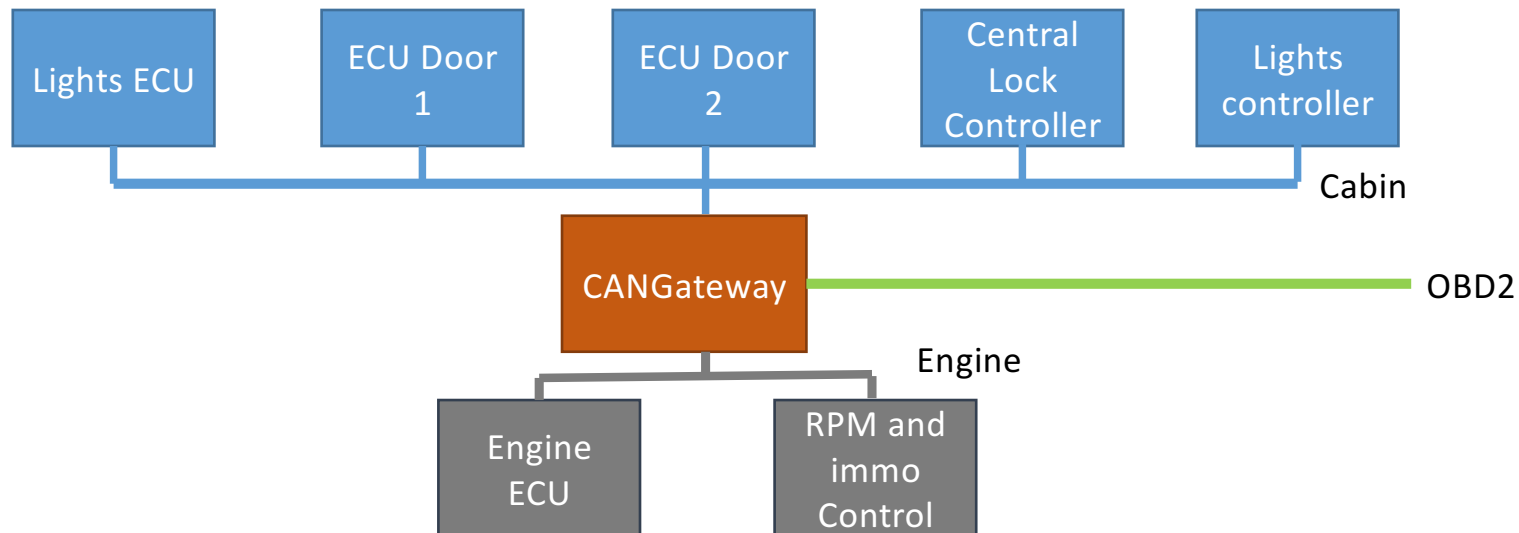 Lights ECU
ECU Door
1
ECU Door
2
Central
Lock
Controller
Lights
controller
Cabin
CANGateway
OBD2
Engine
Engine
ECU
RPM and
immo
Control